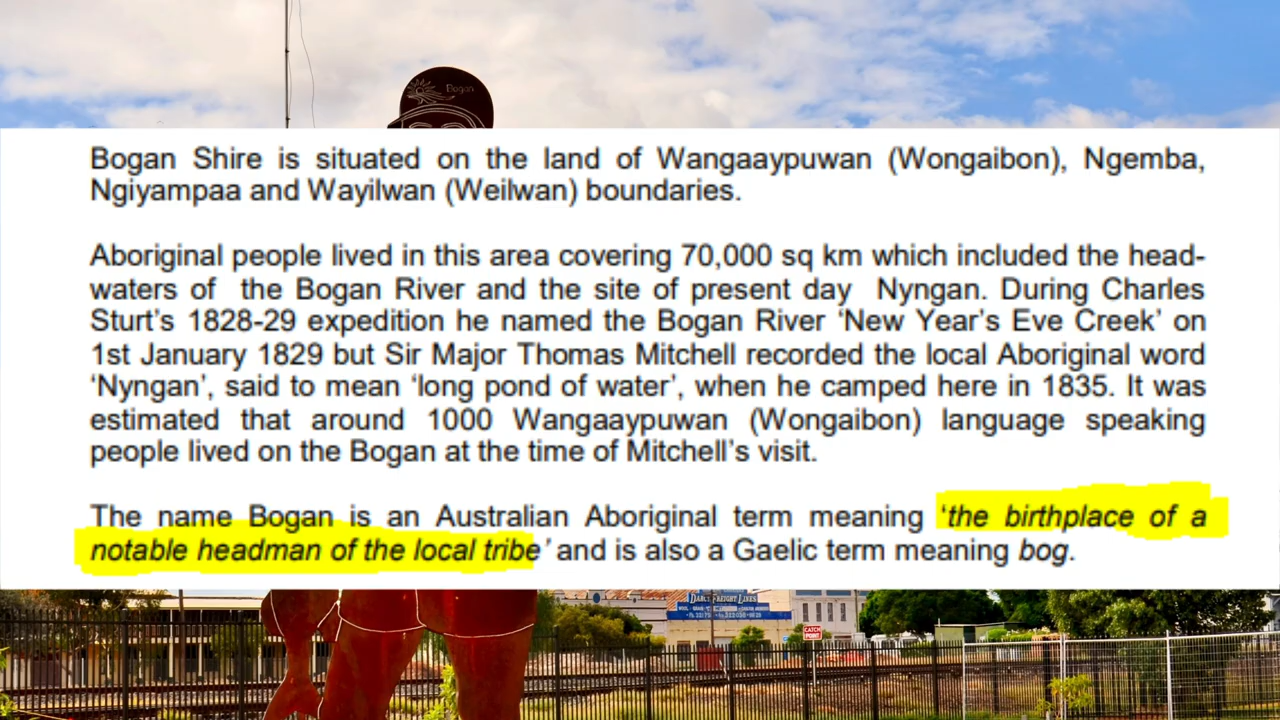 Bogan
Bogan Shire is situated on the land of Wangaaypuwan (Wongaibon), Ngemba,
Ngiyampaa and Wayilwan (Weilwan) boundaries.
Aboriginal people lived in this area covering 70,000 sq km which included the head-
waters of the Bogan River and the site of present day Nyngan. During Charles
Sturt's 1828-29 expedition he named the Bogan River ‘New Year's Eve Creek’ on
1st January 1829 but Sir Major Thomas Mitchell recorded the local Aboriginal word
‘Nyngan’, said to mean ‘long pond of water’, when he camped here in 1835. It was
estimated that around 1000 Wangaaypuwan (Wongaibon) language speaking
people lived on the Bogan at the time of Mitchell's visit.
The name Bogan is an Australian Aboriginal term meaning ‘the birthplace of a
notable headman of the local tribe’ and is also a Gaelic term meaning bog.
FREIGHT LINES
CATCH
POINT